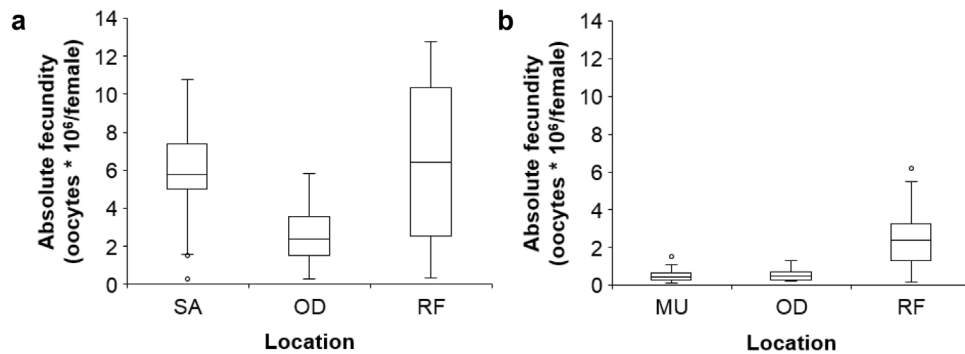 a
Absolute fecundity
(oocytes * 10⁶/female)
14
12
10
8
6
4
2
0
SA OD RF
Location
b
Absolute fecundity
(oocytes * 10⁶/female)
14
12
10
8
6
4
2
0
MU OD RF
Location